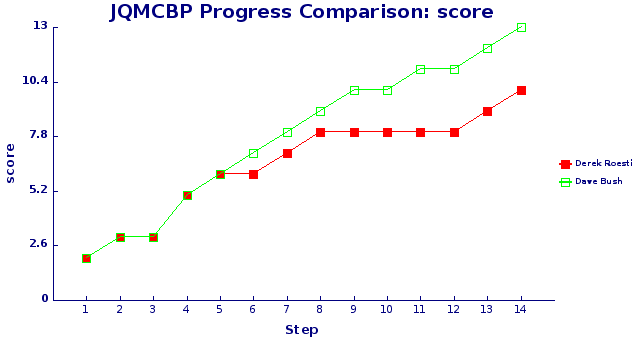 JQMCBP Progress Comparison: score
13
10.4
7.8
5.2
2.6
0
score
1 2 3 4 5 6 7 8 9 10 11 12 13 14
Step
Derek Roesti
Dave Bush